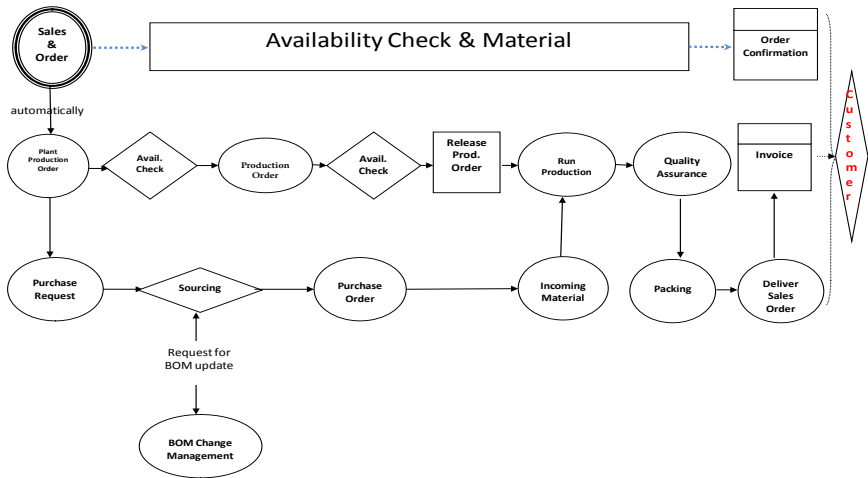 Sales
&
Order
Availability Check & Material
Order
Confirmation
automatically
Plant
Production
Order
Avail.
Check
Production
Order
Avail.
Check
Release
Prod.
Order
Run
Production
Quality
Assurance
Invoice
Customer
Purchase
Request
Sourcing
Purchase
Order
Incoming
Material
Packing
Deliver
Sales
Order
Request for
BOM update
BOM Change
Management